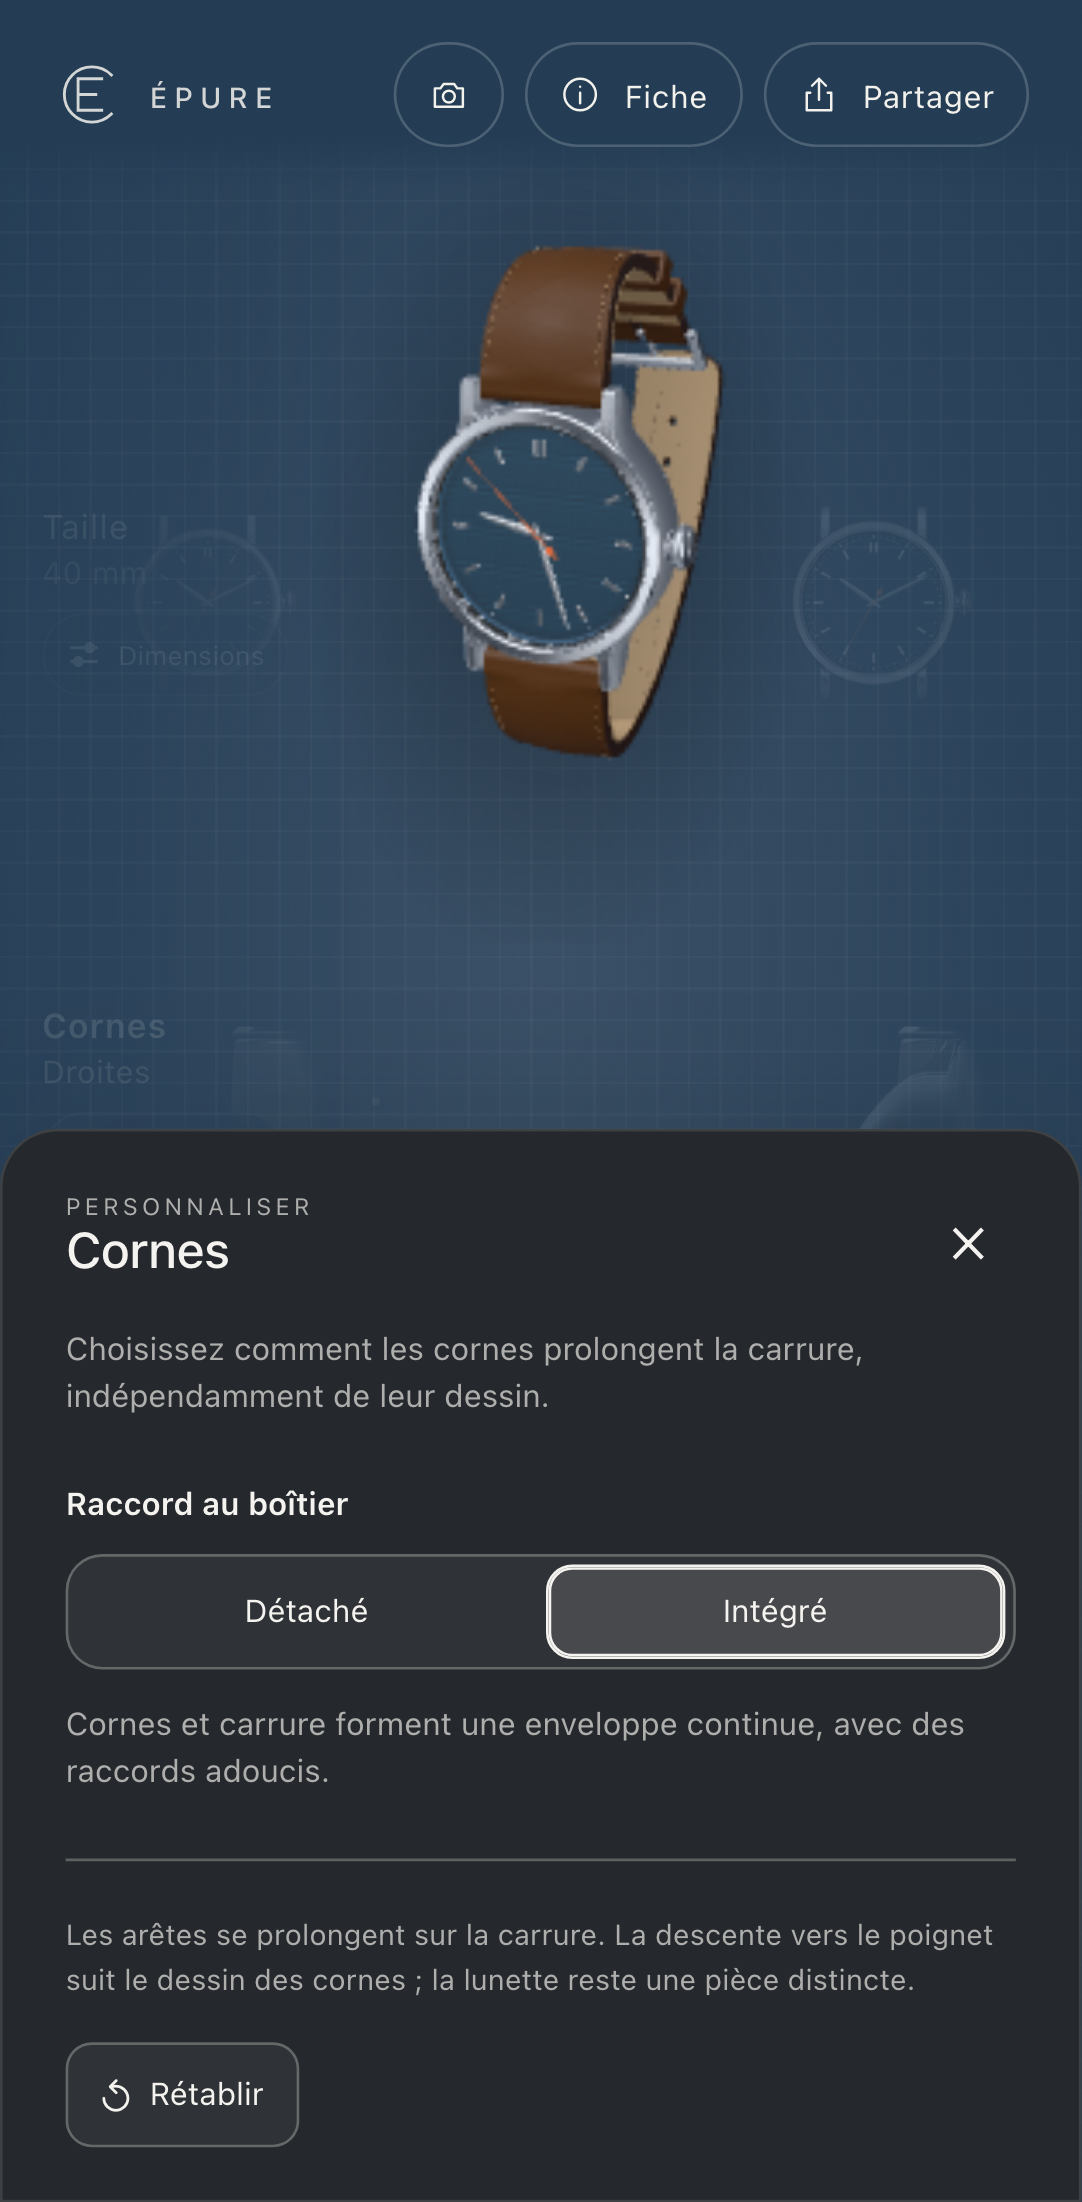 ÉPURE
Fiche
Partager
Taille
40 mm
Dimensions
Cornes
Droites
PERSONNALISER
Cornes
Choisissez comment les cornes prolongent la carrure,
indépendamment de leur dessin.
Raccord au boîtier
Détaché
Intégré
Cornes et carrure forment une enveloppe continue, avec des
raccords adoucis.
Les arêtes se prolongent sur la carrure. La descente vers le poignet
suit le dessin des cornes ; la lunette reste une pièce distincte.
Rétablir